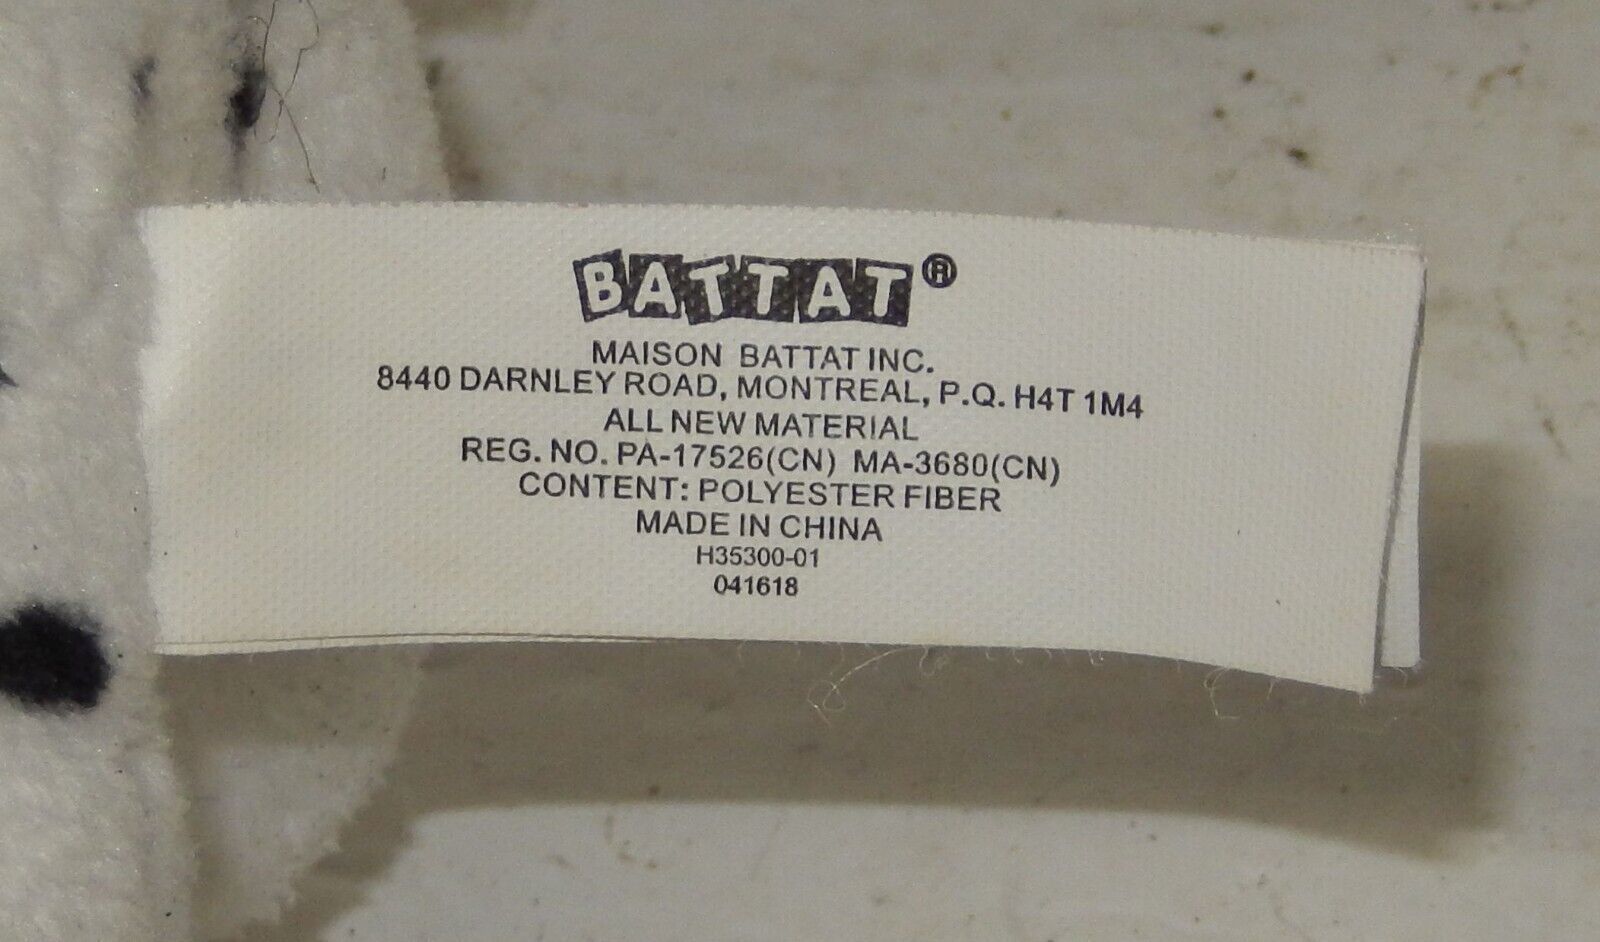 BATTAT®
MAISON BATTAT INC.
8440 DARNLEY ROAD, MONTREAL, P.Q. H4T 1M4
ALL NEW MATERIAL
REG. NO. PA-17526(CN) MA-3680(CN)
CONTENT: POLYESTER FIBER
MADE IN CHINA
H35300-01
041618